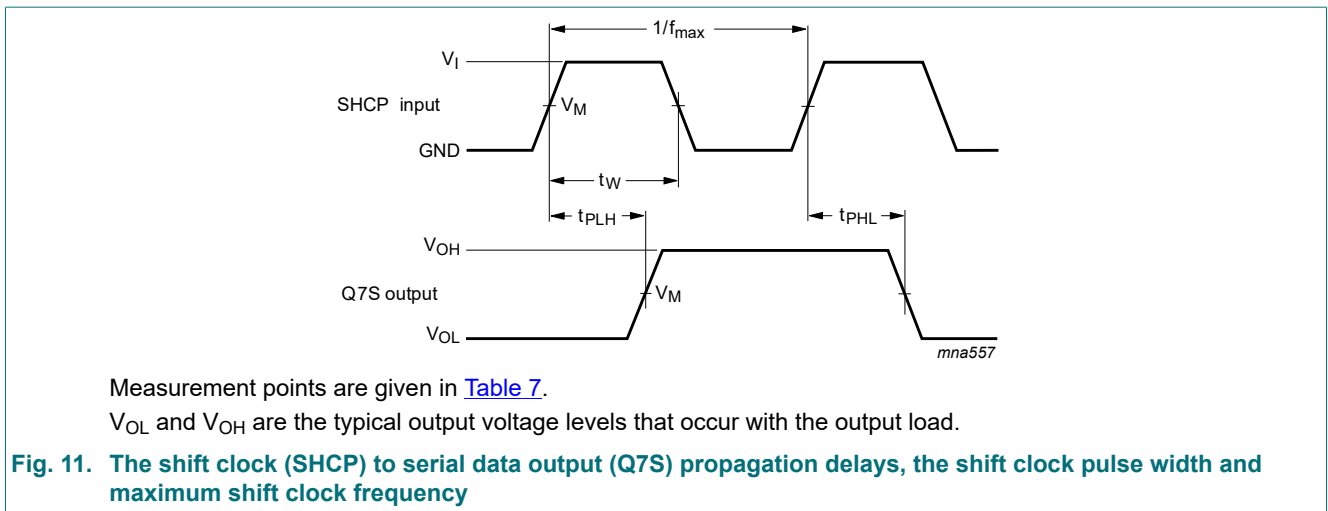 1/fmax
VI
SHCP input
VM
GND
tW
tPLH
tPHL
VOH
Q7S output
VM
VOL
mna557
Measurement points are given in Table 7.
VOL and VOH are the typical output voltage levels that occur with the output load.
Fig. 11. The shift clock (SHCP) to serial data output (Q7S) propagation delays, the shift clock pulse width and
maximum shift clock frequency